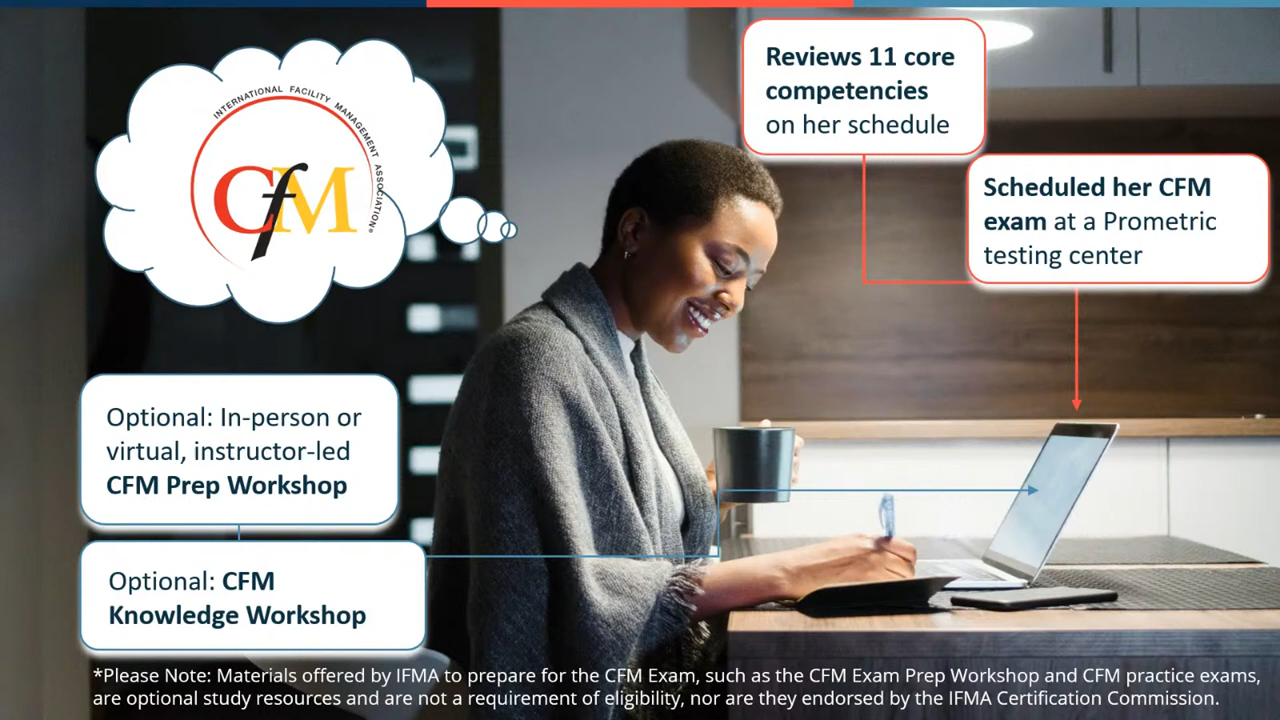 INTERNATIONAL FACILITY MANAGEMENT ASSOCIATION®
CfM
Reviews 11 core
competencies
on her schedule
Scheduled her CFM
exam at a Prometric
testing center
Optional: In-person or
virtual, instructor-led
CFM Prep Workshop
Optional: CFM
Knowledge Workshop
*Please Note: Materials offered by IFMA to prepare for the CFM Exam, such as the CFM Exam Prep Workshop and CFM practice exams,
are optional study resources and are not a requirement of eligibility, nor are they endorsed by the IFMA Certification Commission.